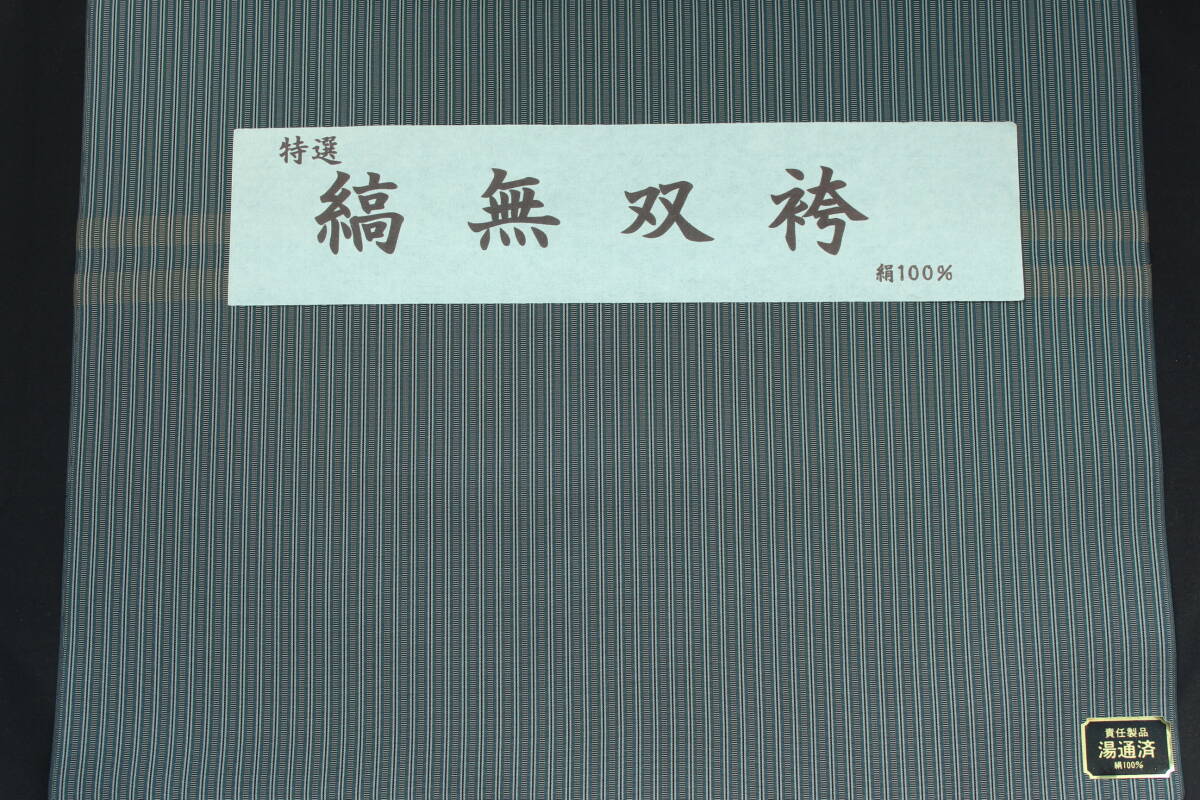 特選
縞無双袴
絹100%
責任製品
湯通済
絹100%